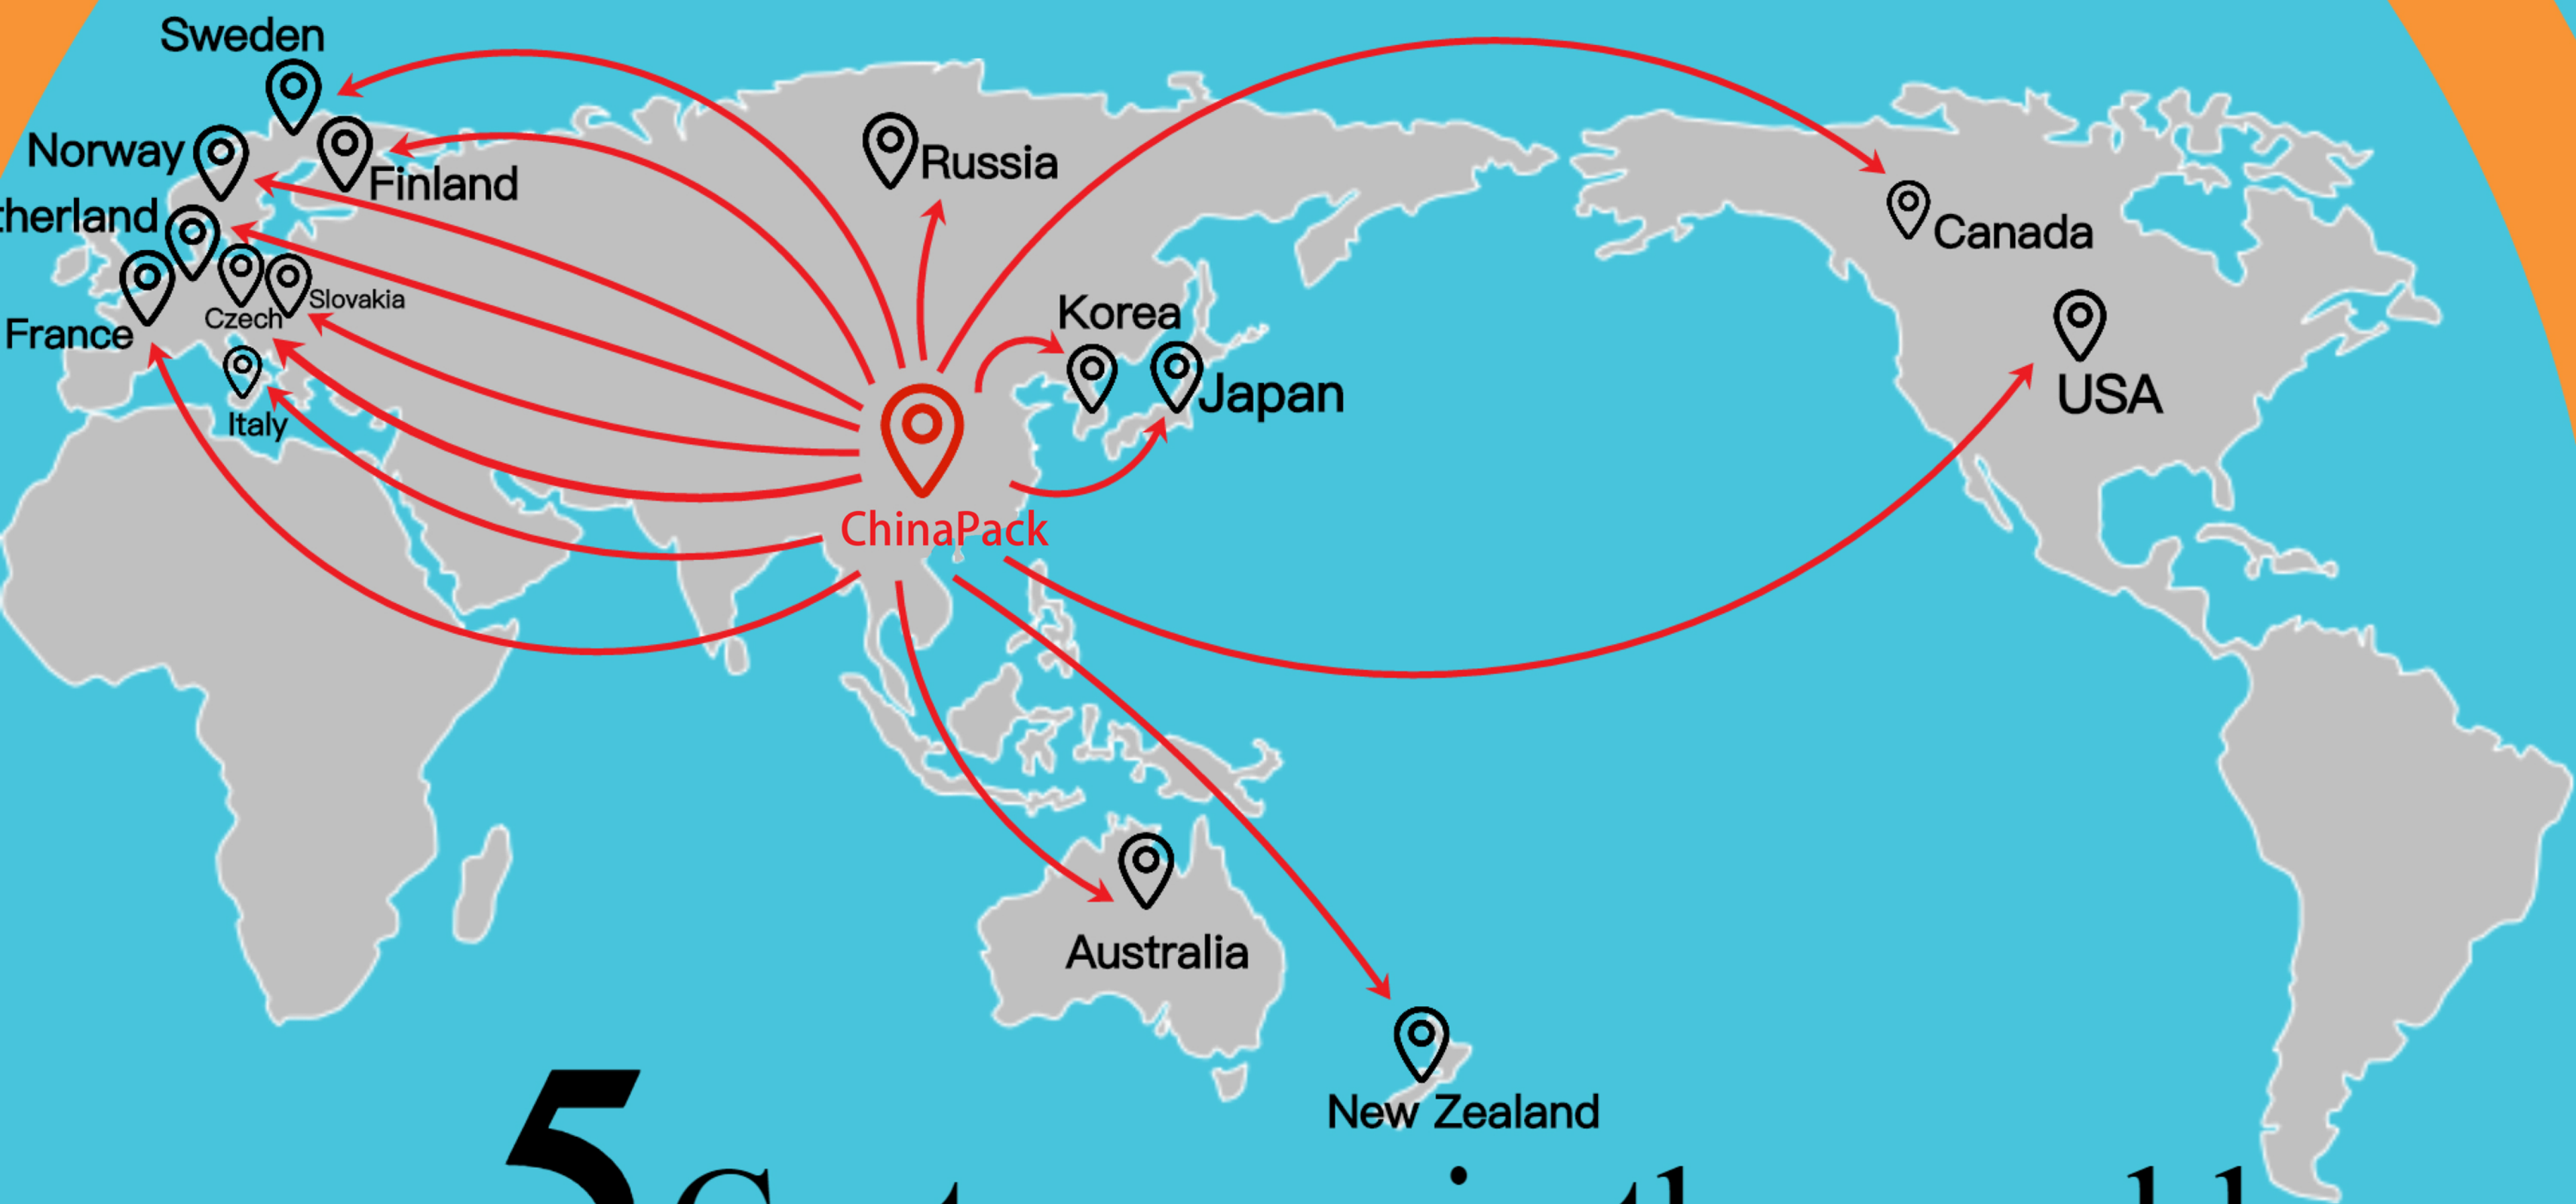 Sweden
Norway
Finland
Russia
therland
Canada
Slovakia
Czech
Korea
France
Japan
USA
Italy
ChinaPack
Australia
New Zealand
5